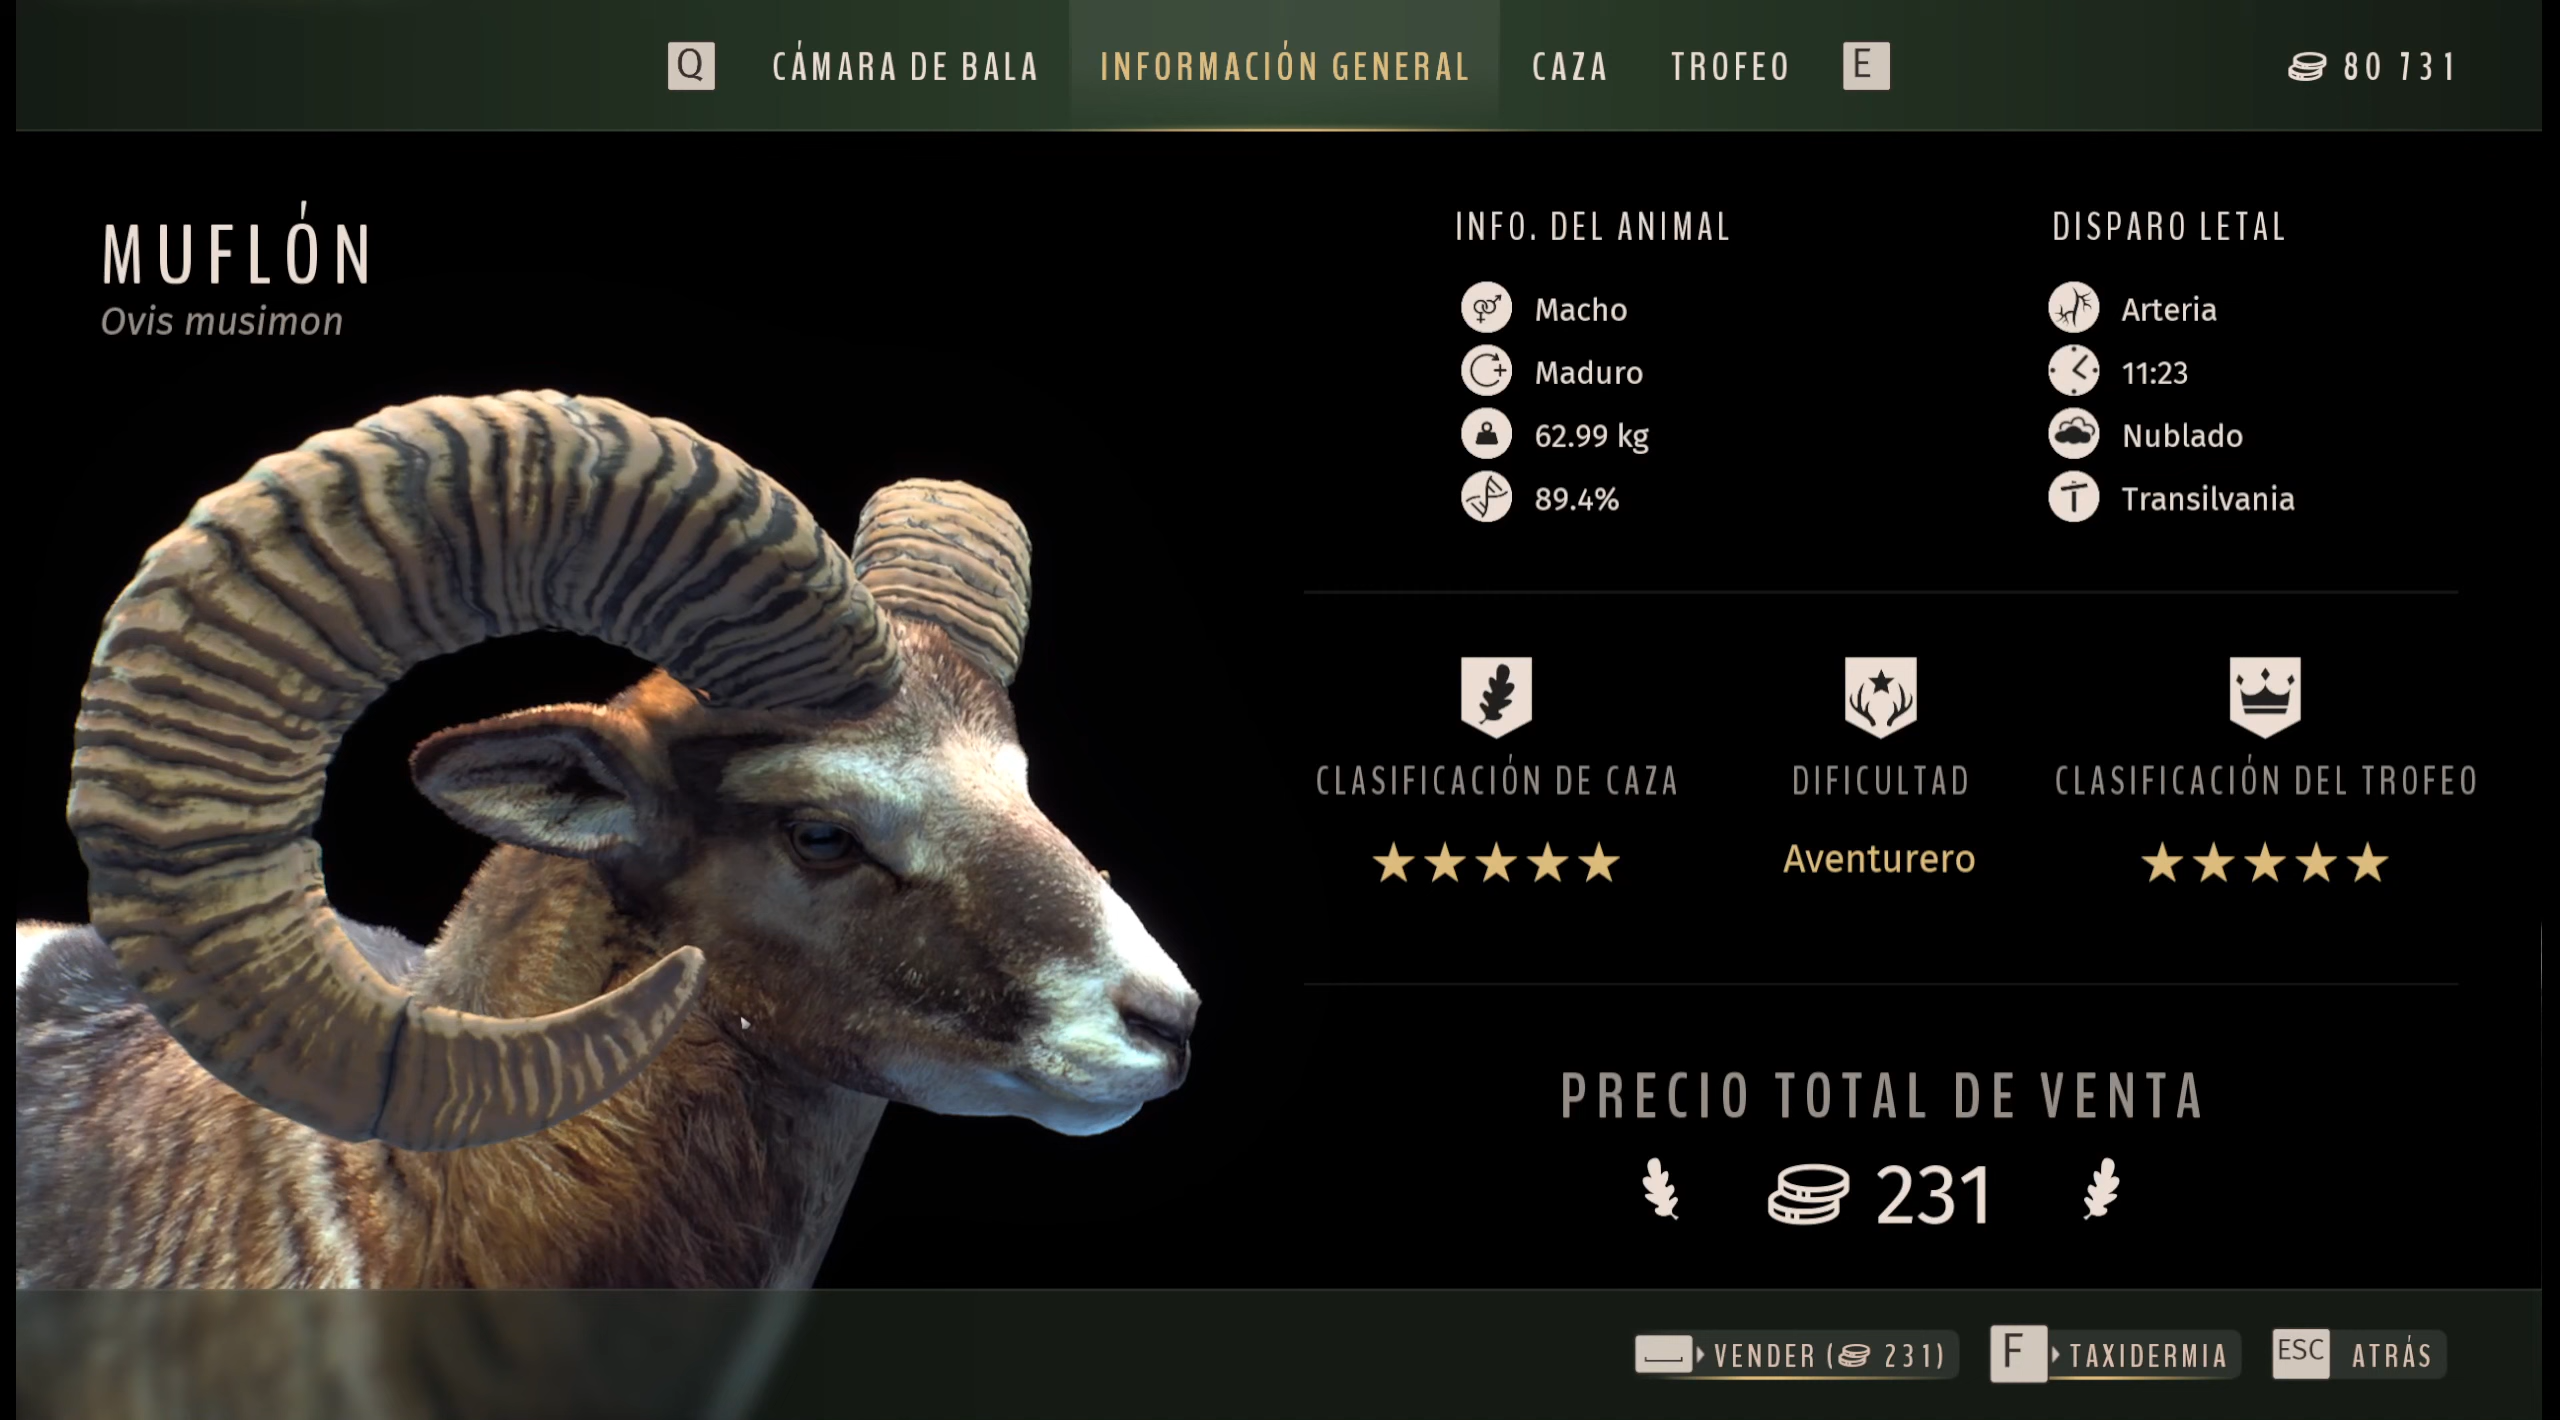 Q CÁMARA DE BALA INFORMACIÓN GENERAL CAZA TROFEO E 80 731
MUFLÓN
Ovis musimon
INFO. DEL ANIMAL
Macho
Maduro
62.99 kg
89.4%
DISPARO LETAL
Arteria
11:23
Nublado
Transilvania
CLASIFICACIÓN DE CAZA
DIFICULTAD
Aventurero
CLASIFICACIÓN DEL TROFEO
PRECIO TOTAL DE VENTA
231
VENDER ( 231) F TAXIDERMIA ESC ATRÁS